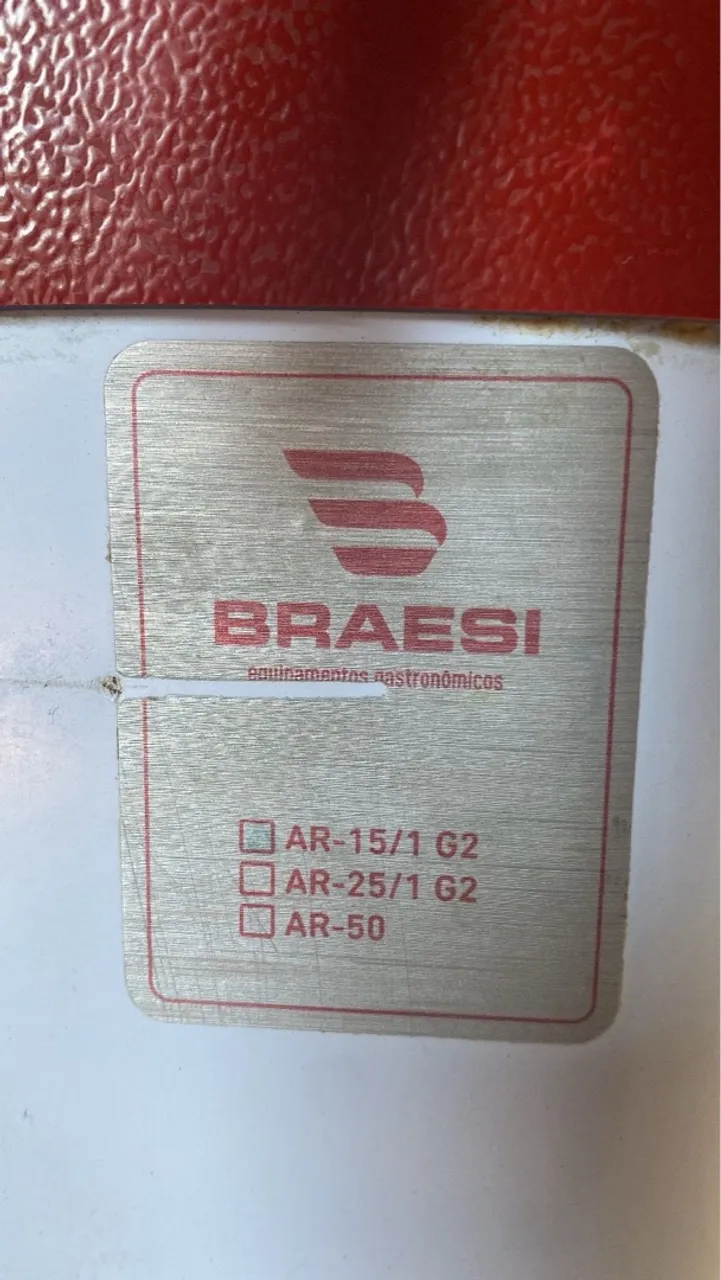 BRAESI
equipamentos gastronômicos
AR-15/1 G2
AR-25/1 G2
AR-50